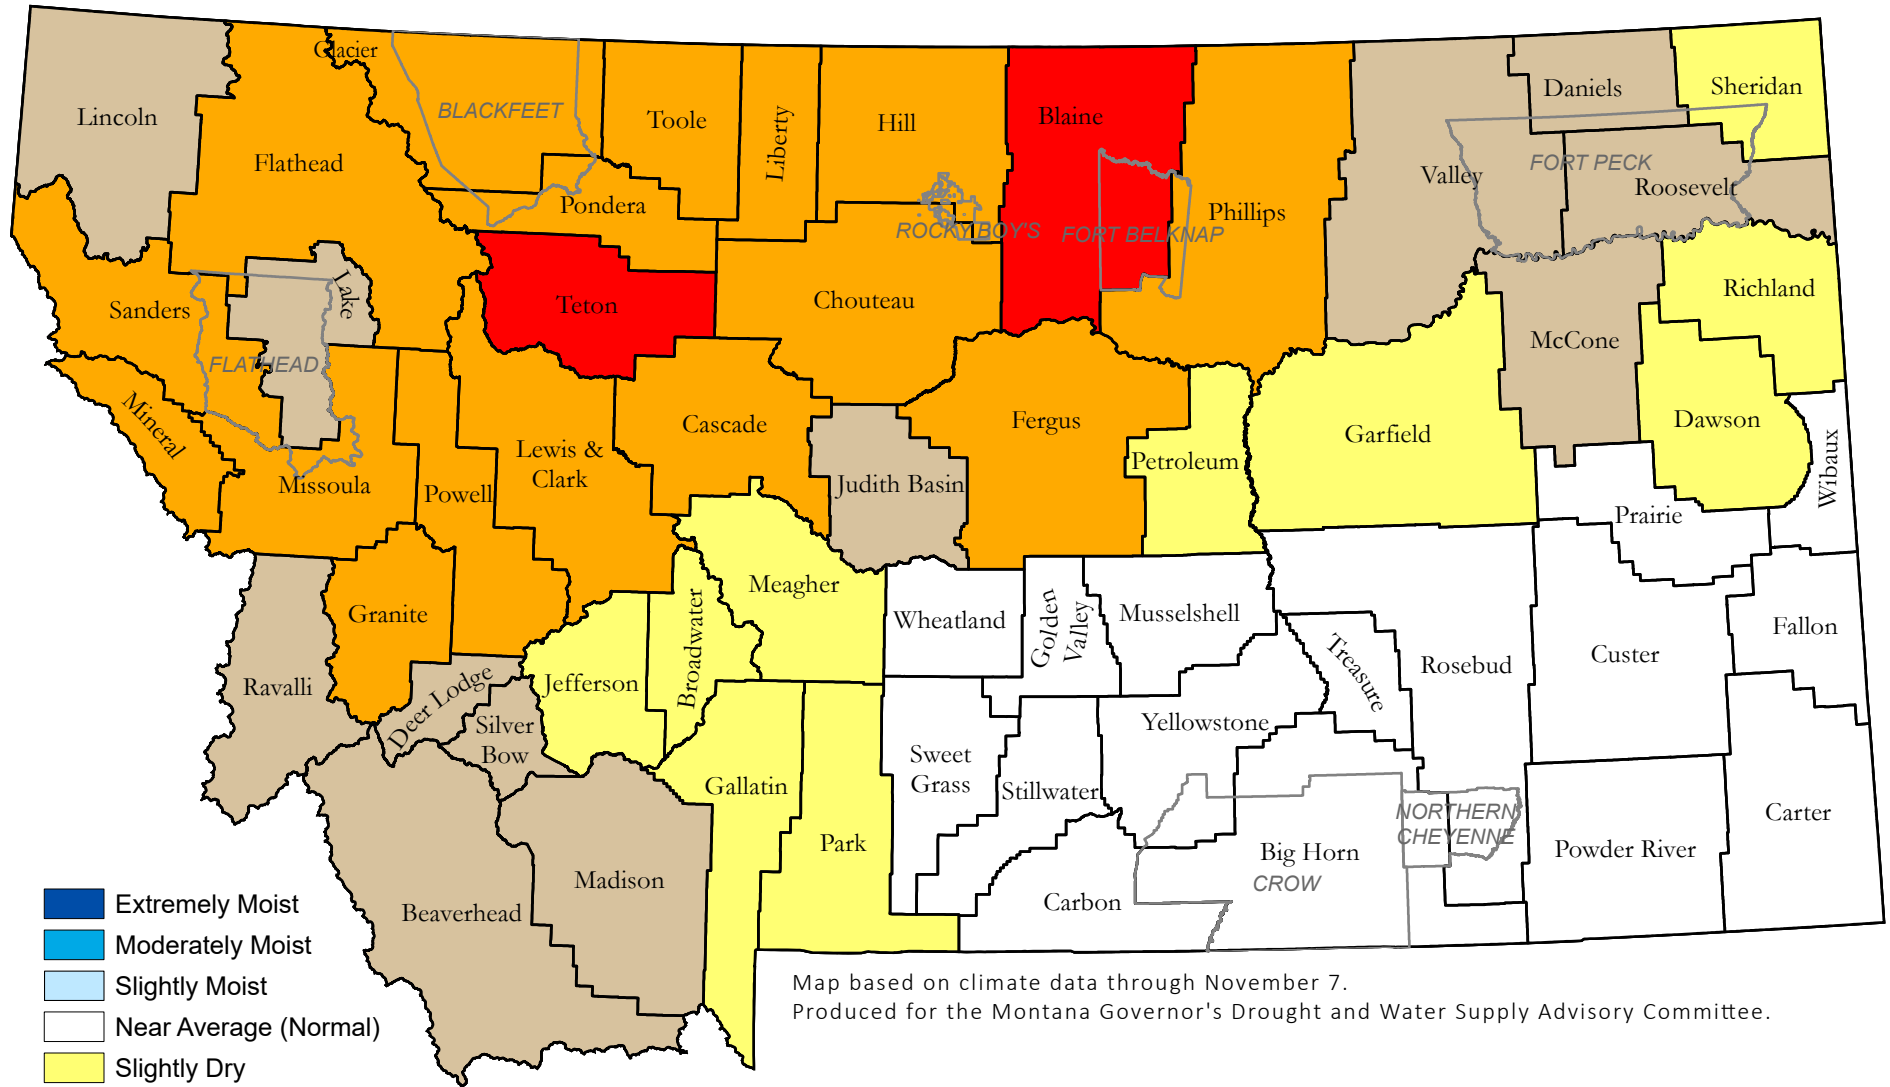 Glacier
Lincoln
BLACKFEET
Toole
Liberty
Hill
Blaine
Daniels
Sheridan
Flathead
Pondera
ROCKY BOY'S
FORT BELKNAP
Phillips
Valley
FORT PECK
Roosevelt
Sanders
Lake
Teton
Chouteau
McCone
Richland
FLATHEAD
Mineral
Missoula
Powell
Lewis &
Clark
Cascade
Judith Basin
Fergus
Petroleum
Garfield
Dawson
Wibaux
Prairie
Granite
Ravalli
Deer Lodge
Silver
Bow
Jefferson
Broadwater
Meagher
Wheatland
Golden
Valley
Musselshell
Treasure
Rosebud
Custer
Fallon
Gallatin
Park
Sweet
Grass
Stillwater
Yellowstone
Big Horn
CROW
NORTHERN
CHEYENNE
Powder River
Carter
Madison
Beaverhead
Carbon
Extremely Moist
Moderately Moist
Slightly Moist
Near Average (Normal)
Slightly Dry
Map based on climate data through November 7.
Produced for the Montana Governor's Drought and Water Supply Advisory Committee.